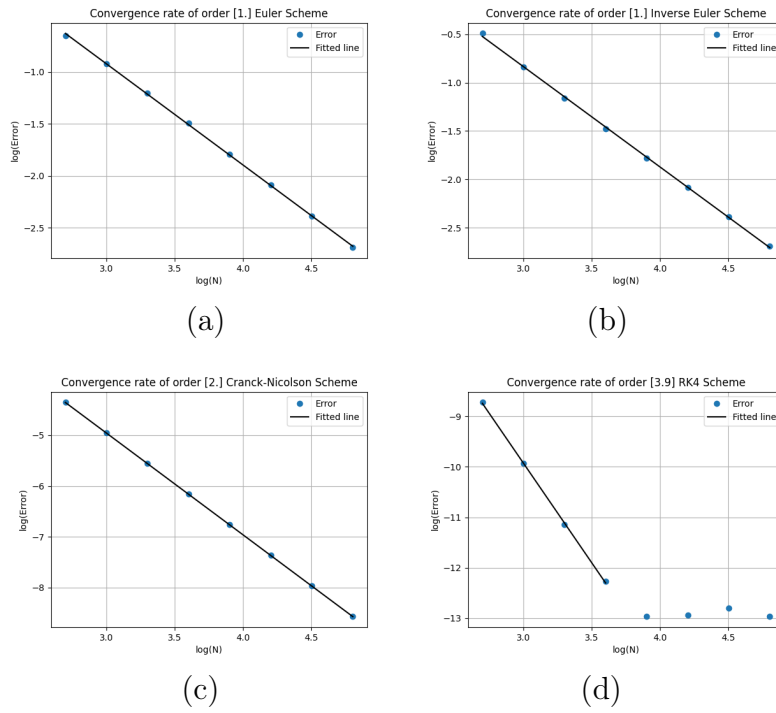 Convergence rate of order [1.] Euler Scheme
Error
Fitted line
−1.0
−1.5
−2.0
−2.5
log(Error)
3.0 3.5 4.0 4.5
log(N)
(a)
Convergence rate of order [1.] Inverse Euler Scheme
Error
Fitted line
−0.5
−1.0
−1.5
−2.0
−2.5
log(Error)
3.0 3.5 4.0 4.5
log(N)
(b)
Convergence rate of order [2.] Cranck-Nicolson Scheme
Error
Fitted line
−5
−6
−7
−8
log(Error)
3.0 3.5 4.0 4.5
log(N)
(c)
Convergence rate of order [3.9] RK4 Scheme
Error
Fitted line
−9
−10
−11
−12
−13
log(Error)
3.0 3.5 4.0 4.5
log(N)
(d)